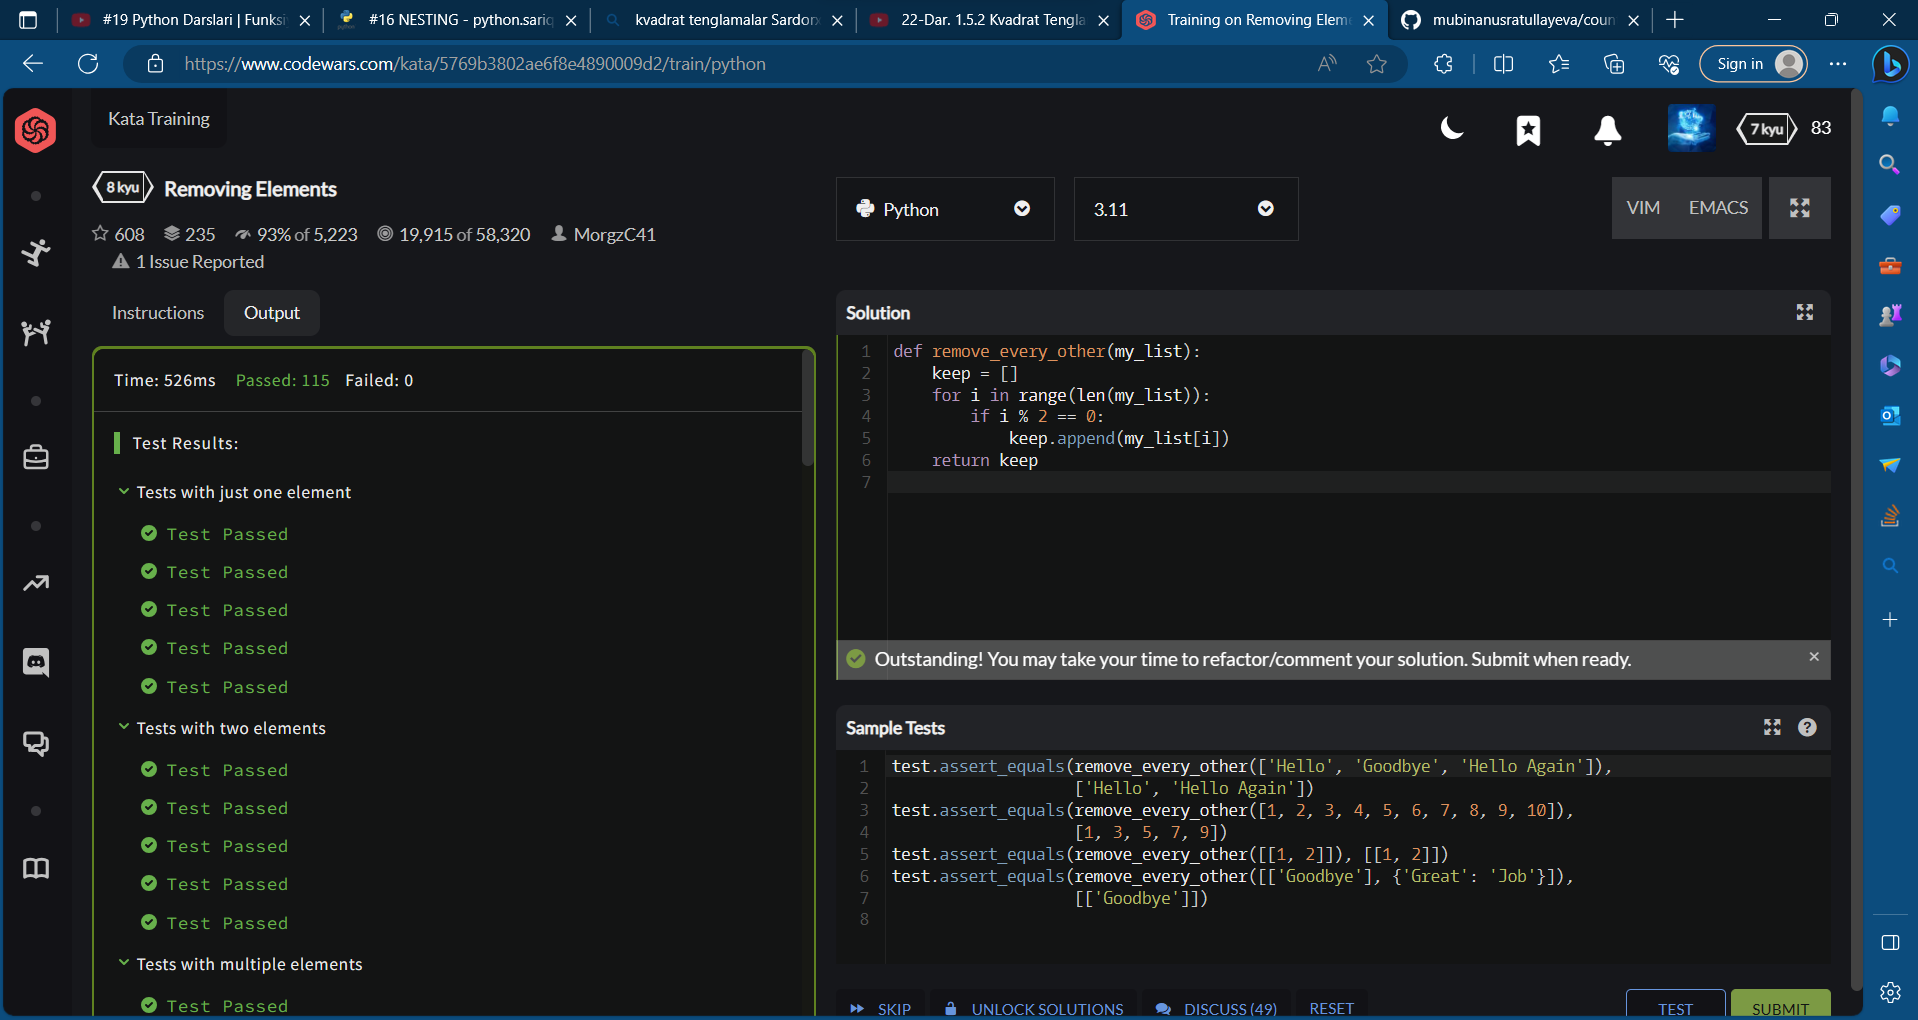 #19 Python Darslari | Funksi
#16 NESTING - python.sariq
kvadrat tenglamalar Sardor
22-Dar. 1.5.2 Kvadrat Tengla
Training on Removing Elem
mubinanusratullayeva/coun
https://www.codewars.com/kata/5769b3802ae6f8e4890009d2/train/python
Sign in
Kata Training
7 kyu
83
8 kyu
Removing Elements
608
235
93% of 5,223
19,915 of 58,320
MorgzC41
1 Issue Reported
Python
3.11
VIM
EMACS
Instructions
Output
Time: 526ms Passed: 115 Failed: 0
Test Results:
Tests with just one element
Test Passed
Test Passed
Test Passed
Test Passed
Test Passed
Tests with two elements
Test Passed
Test Passed
Test Passed
Test Passed
Test Passed
Tests with multiple elements
Test Passed
Solution
1 def remove_every_other(my_list):
2 keep = []
3 for i in range(len(my_list)):
4 if i % 2 == 0:
5 keep.append(my_list[i])
6 return keep
7
Outstanding! You may take your time to refactor/comment your solution. Submit when ready.
Sample Tests
1 test.assert_equals(remove_every_other(['Hello', 'Goodbye', 'Hello Again']),
2 ['Hello', 'Hello Again'])
3 test.assert_equals(remove_every_other([1, 2, 3, 4, 5, 6, 7, 8, 9, 10]),
4 [1, 3, 5, 7, 9])
5 test.assert_equals(remove_every_other([[1, 2]]), [[1, 2]])
6 test.assert_equals(remove_every_other([['Goodbye'], {'Great': 'Job'}]),
7 [['Goodbye']])
8
SKIP
UNLOCK SOLUTIONS
DISCUSS (49)
RESET
TEST
SUBMIT